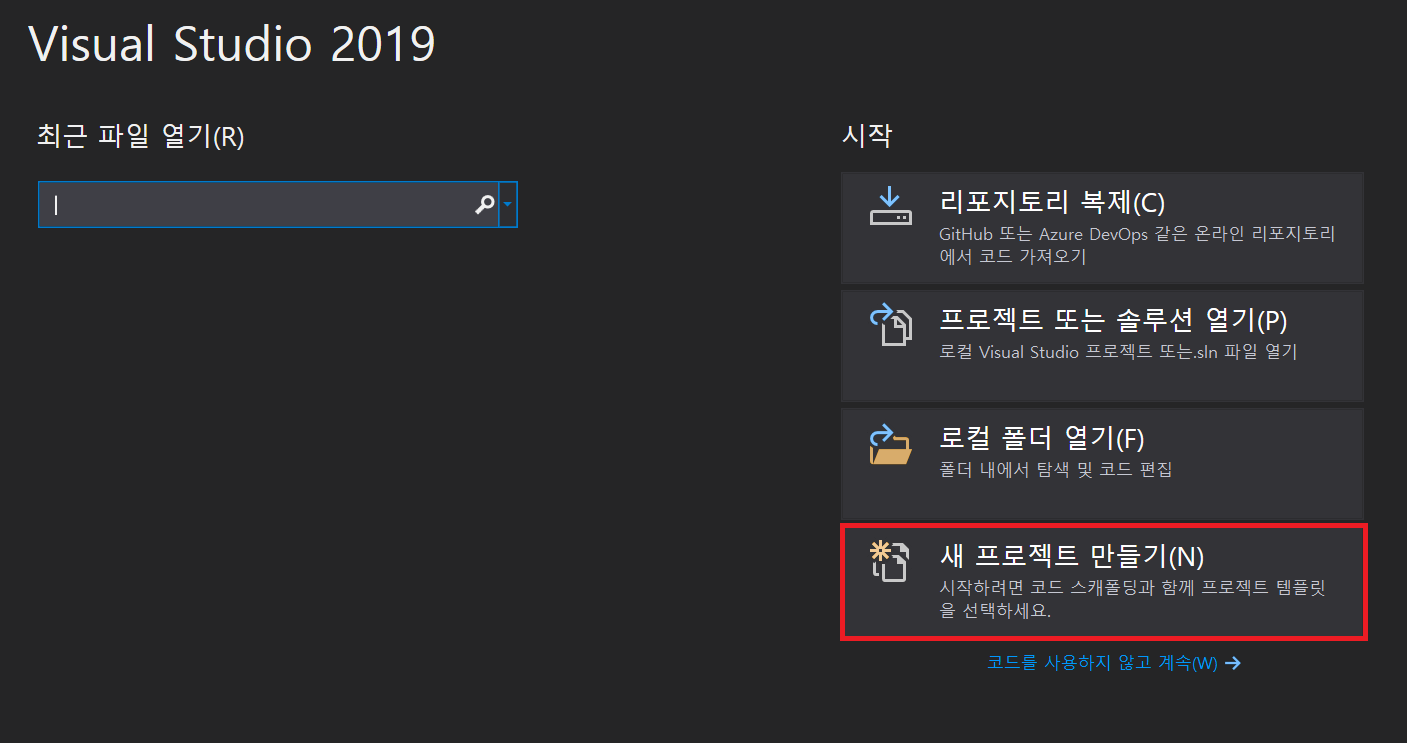 Visual Studio 2019
최근 파일 열기(R)
시작
리포지토리 복제(C)
GitHub 또는 Azure DevOps 같은 온라인 리포지토리
에서 코드 가져오기
프로젝트 또는 솔루션 열기(P)
로컬 Visual Studio 프로젝트 또는.sln 파일 열기
로컬 폴더 열기(F)
폴더 내에서 탐색 및 코드 편집
새 프로젝트 만들기(N)
시작하려면 코드 스캐폴딩과 함께 프로젝트 템플릿
을 선택하세요.
코드를 사용하지 않고 계속(W)